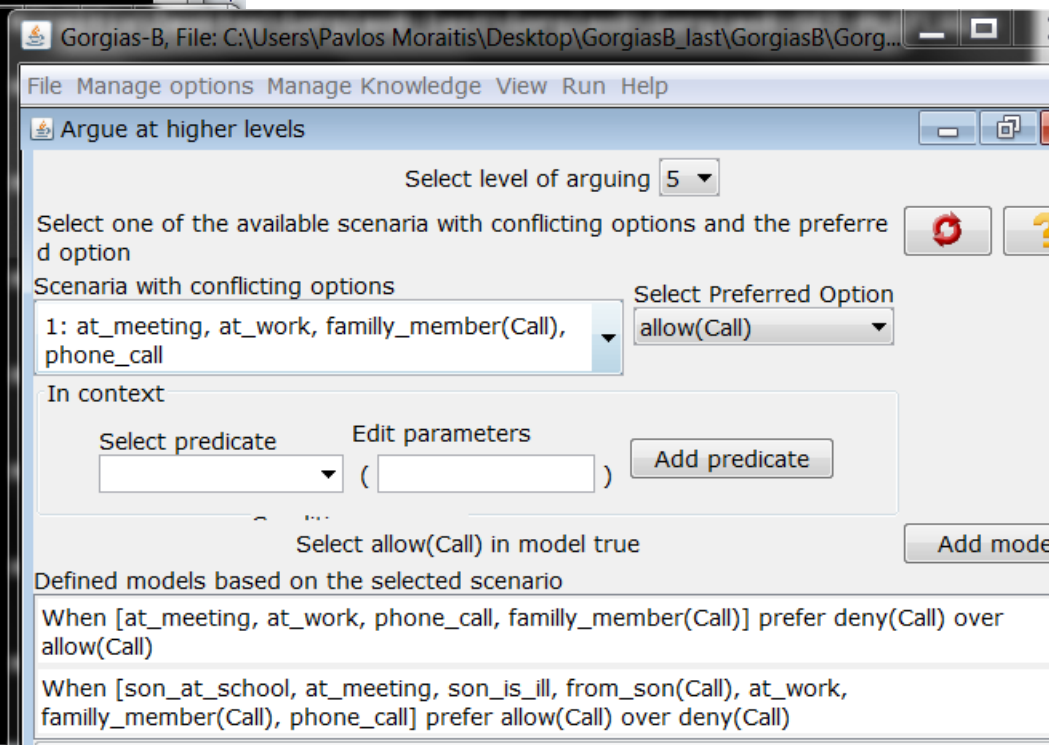 Gorgias-B, File: C:\Users\Pavlos Moraitis\Desktop\GorgiasB_last\GorgiasB\Gorg...
File Manage options Manage Knowledge View Run Help
Argue at higher levels
Select level of arguing 5
Select one of the available scenaria with conflicting options and the preferre
d option
Scenaria with conflicting options
Select Preferred Option
1: at_meeting, at_work, familly_member(Call),
phone_call
allow(Call)
In context
Select predicate
Edit parameters
( )
Add predicate
Select allow(Call) in model true
Add mode
Defined models based on the selected scenario
When [at_meeting, at_work, phone_call, familly_member(Call)] prefer deny(Call) over
allow(Call)
When [son_at_school, at_meeting, son_is_ill, from_son(Call), at_work,
familly_member(Call), phone_call] prefer allow(Call) over deny(Call)